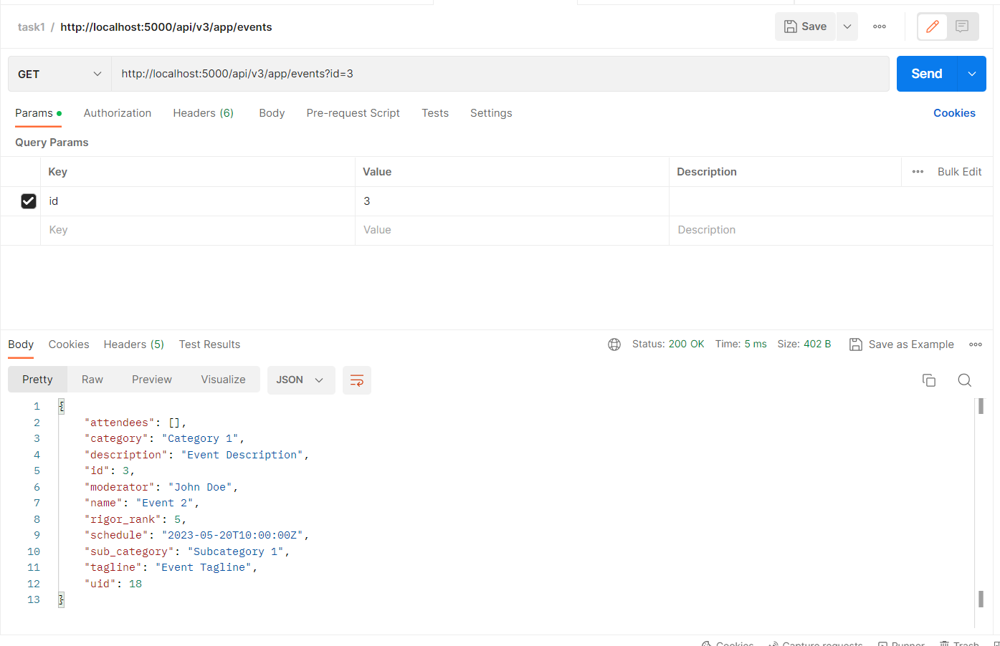 task1 / http://localhost:5000/api/v3/app/events
Save
GET http://localhost:5000/api/v3/app/events?id=3 Send
Params Authorization Headers (6) Body Pre-request Script Tests Settings Cookies
Query Params
Key Value Description Bulk Edit
id 3
Key Value Description
Body Cookies Headers (5) Test Results Status: 200 OK Time: 5 ms Size: 402 B Save as Example
Pretty Raw Preview Visualize JSON
1 {
2 "attendees": [],
3 "category": "Category 1",
4 "description": "Event Description",
5 "id": 3,
6 "moderator": "John Doe",
7 "name": "Event 2",
8 "rigor_rank": 5,
9 "schedule": "2023-05-20T10:00:00Z",
10 "sub_category": "Subcategory 1",
11 "tagline": "Event Tagline",
12 "uid": 18
13 }
Cookies Capture requests Runner Trash